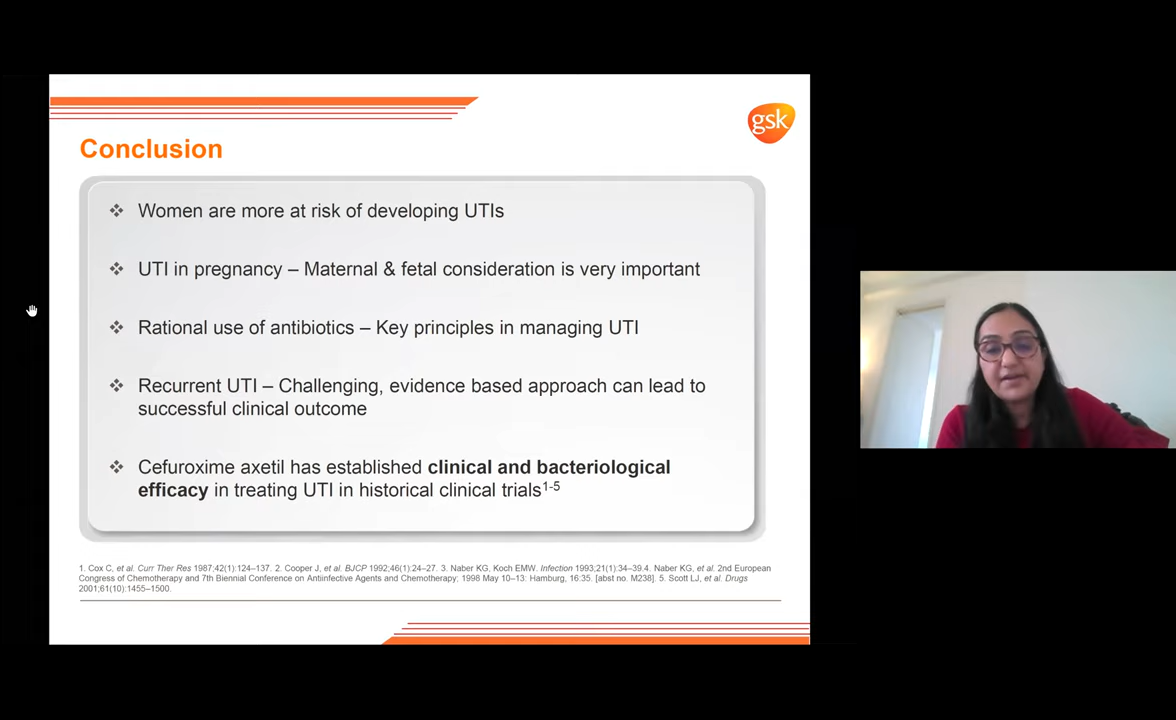 gsk
Conclusion
❖ Women are more at risk of developing UTIs
❖ UTI in pregnancy – Maternal & fetal consideration is very important
❖ Rational use of antibiotics – Key principles in managing UTI
❖ Recurrent UTI – Challenging, evidence based approach can lead to
successful clinical outcome
❖ Cefuroxime axetil has established clinical and bacteriological
efficacy in treating UTI in historical clinical trials1-5
1. Cox C, et al. Curr Ther Res 1987;42(1):124–137. 2. Cooper J, et al. BJCP 1992;46(1):24–27. 3. Naber KG, Koch EMW. Infection 1993;21(1):34–39.4. Naber KG, et al. 2nd European
Congress of Chemotherapy and 7th Biennial Conference on Antiinfective Agents and Chemotherapy; 1998 May 10–13: Hamburg, 16.35. [abst no. M238]. 5. Scott LJ, et al. Drugs
2001;61(10):1455–1500.